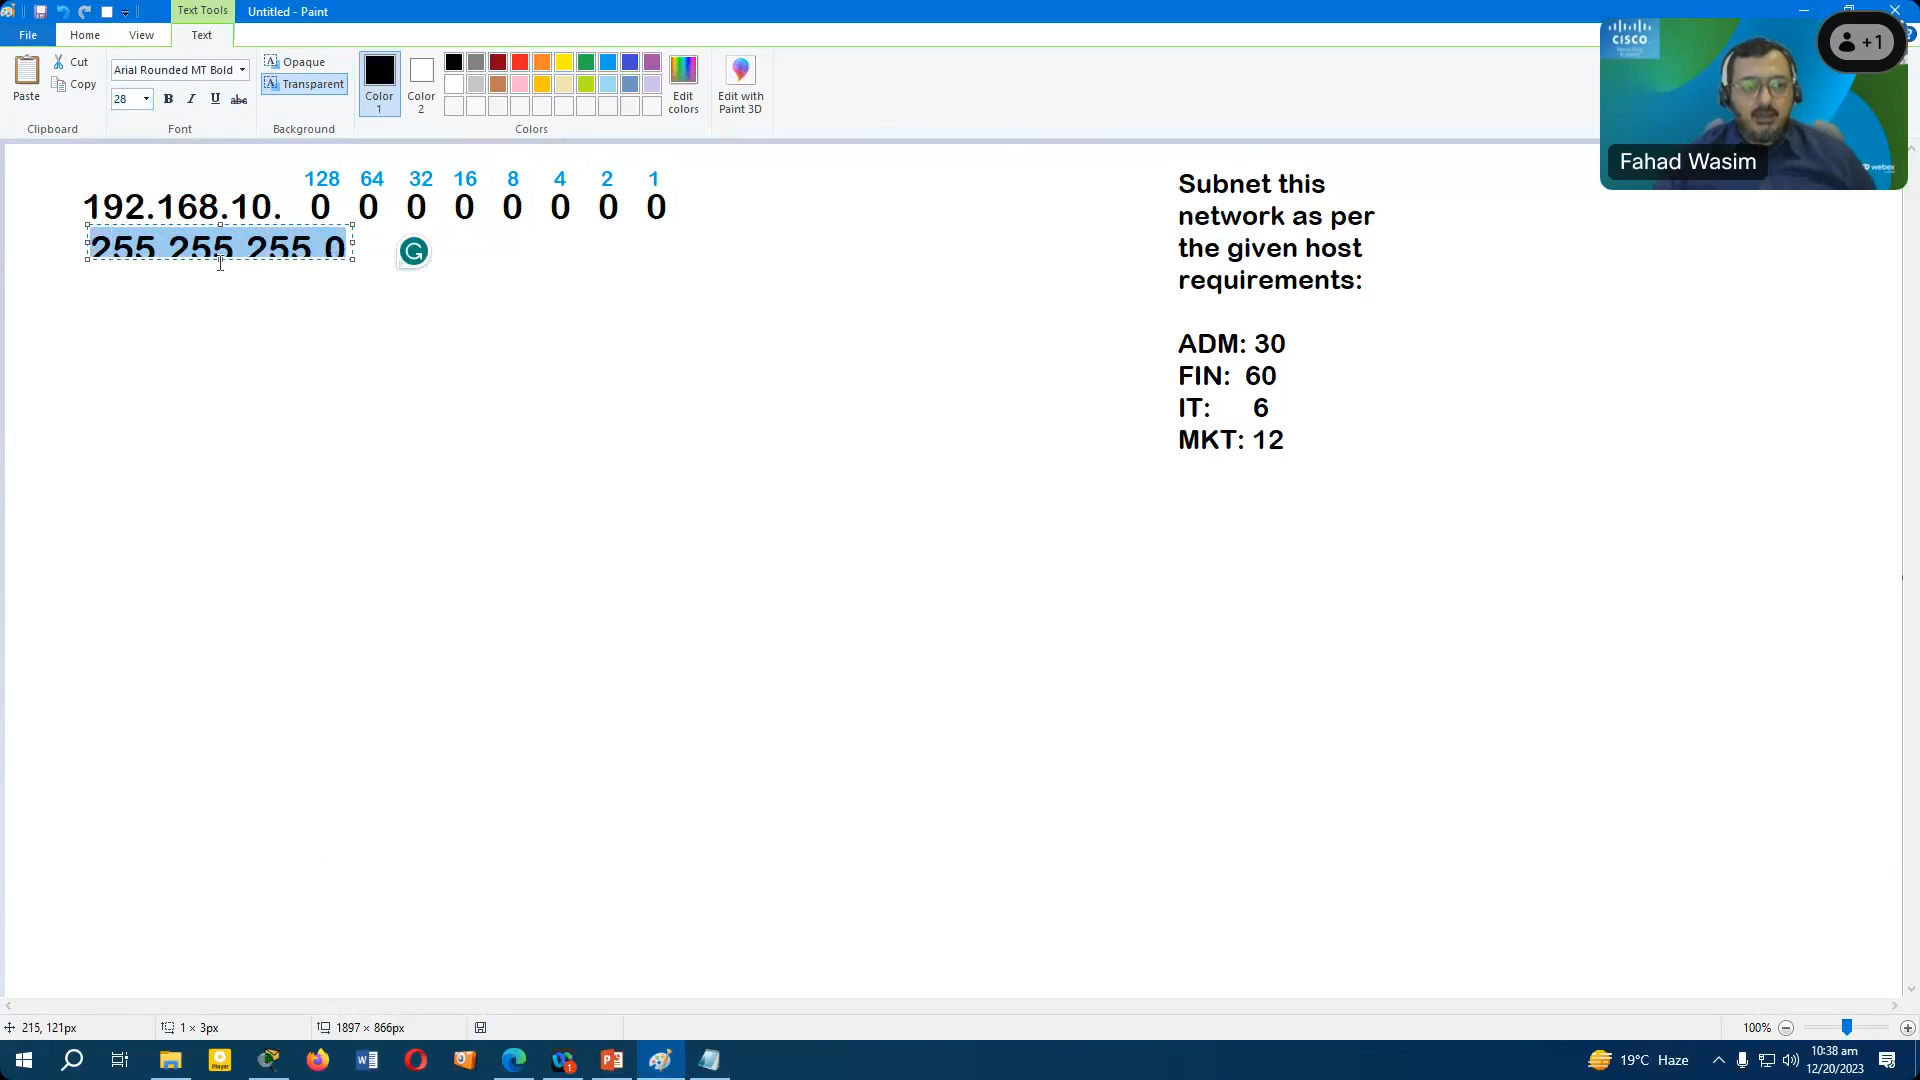 Text Tools
Untitled - Paint
File
Home
View
Text
Paste
Cut
Copy
Clipboard
Arial Rounded MT Bold
28
B I U abc
Font
Opaque
Transparent
Background
Color 1
Color 2
Edit colors
Colors
Edit with Paint 3D
CISCO
+1
Fahad Wasim
webex
128 64 32 16 8 4 2 1
192.168.10. 0 0 0 0 0 0 0 0
255.255.255.0
Subnet this
network as per
the given host
requirements:
ADM: 30
FIN: 60
IT: 6
MKT: 12
215, 121px
1 × 3px
1897 × 866px
100%
19°C Haze
10:38 am
12/20/2023